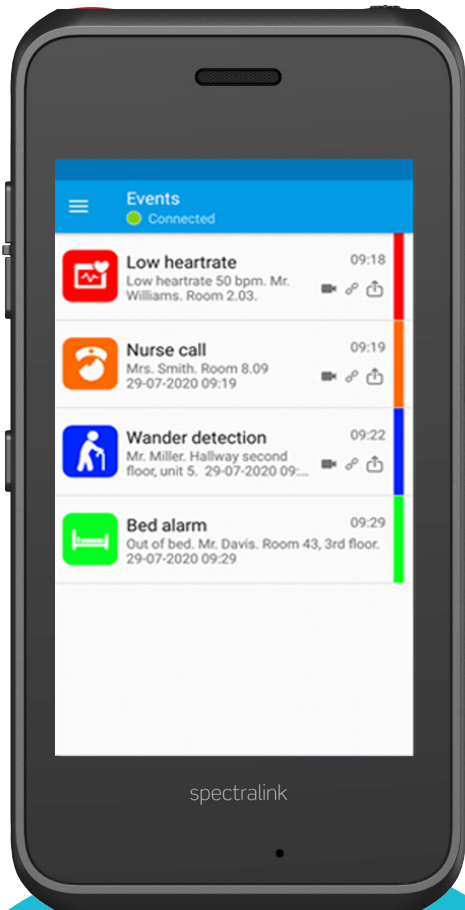 Events
Connected
Low heartrate
09:18
Low heartrate 50 bpm. Mr.
Williams. Room 2.03.
Nurse call
09:19
Mrs. Smith. Room 8.09
29-07-2020 09:19
Wander detection
09:22
Mr. Miller. Hallway second
floor, unit 5. 29-07-2020 09:...
Bed alarm
09:29
Out of bed. Mr. Davis. Room 43, 3rd floor.
29-07-2020 09:29
spectralink